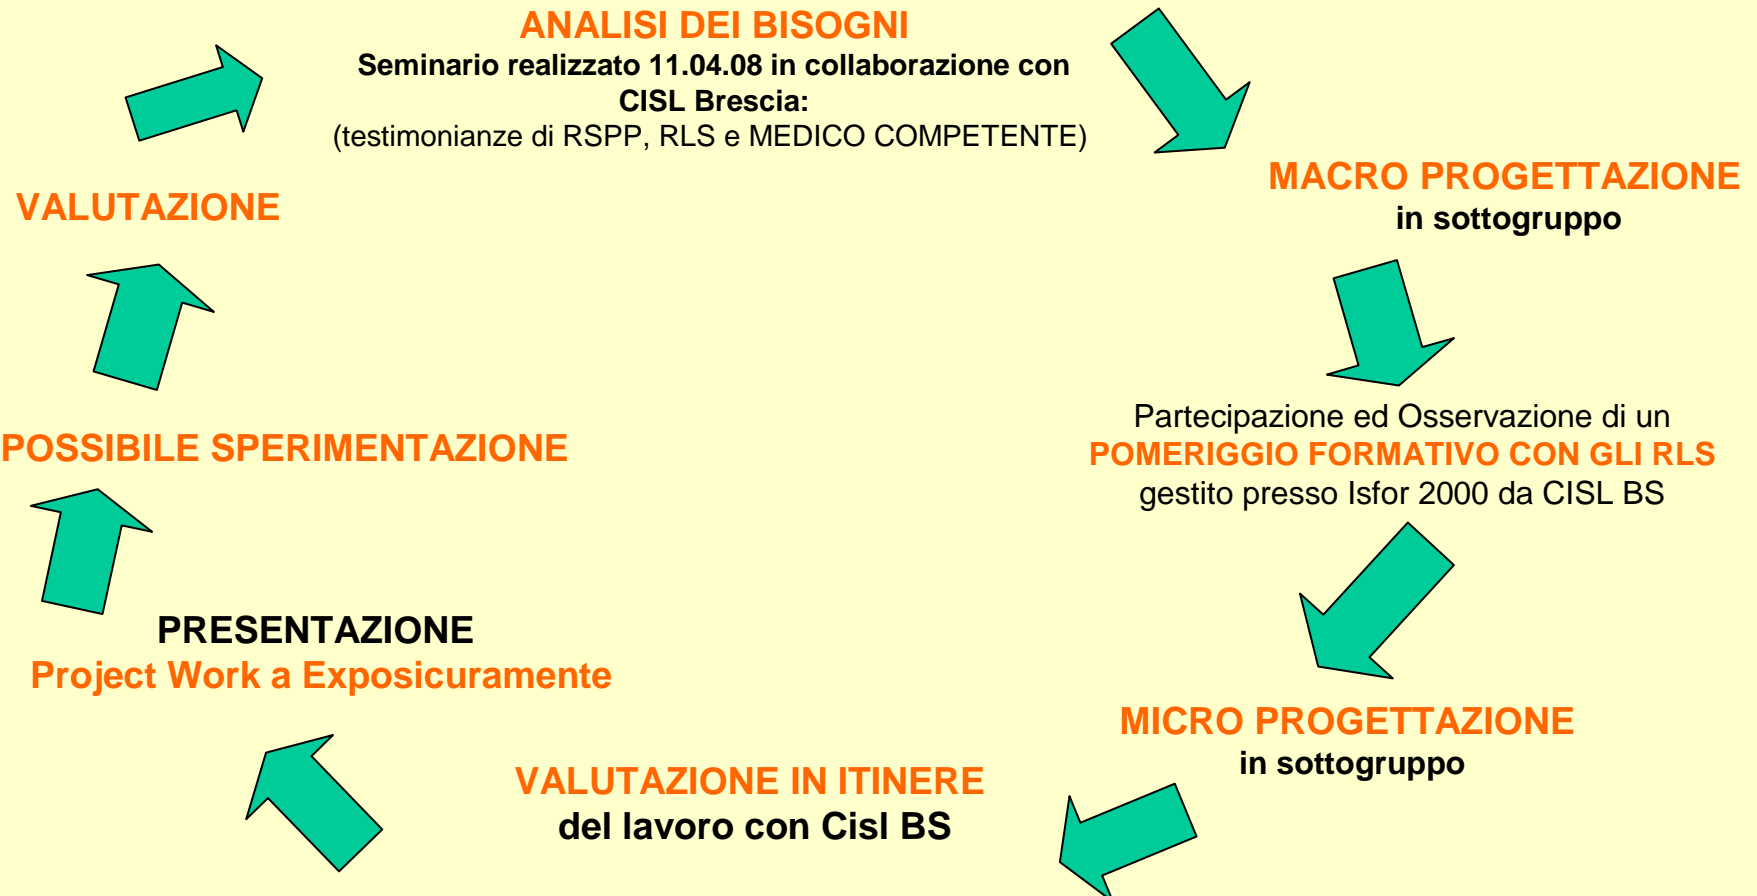 ANALISI DEI BISOGNI
Seminario realizzato 11.04.08 in collaborazione con
CISL Brescia:
(testimonianze di RSPP, RLS e MEDICO COMPETENTE)
MACRO PROGETTAZIONE
in sottogruppo
Partecipazione ed Osservazione di un
POMERIGGIO FORMATIVO CON GLI RLS
gestito presso Isfor 2000 da CISL BS
MICRO PROGETTAZIONE
in sottogruppo
VALUTAZIONE IN ITINERE
del lavoro con Cisl BS
PRESENTAZIONE
Project Work a Exposicuramente
POSSIBILE SPERIMENTAZIONE
VALUTAZIONE